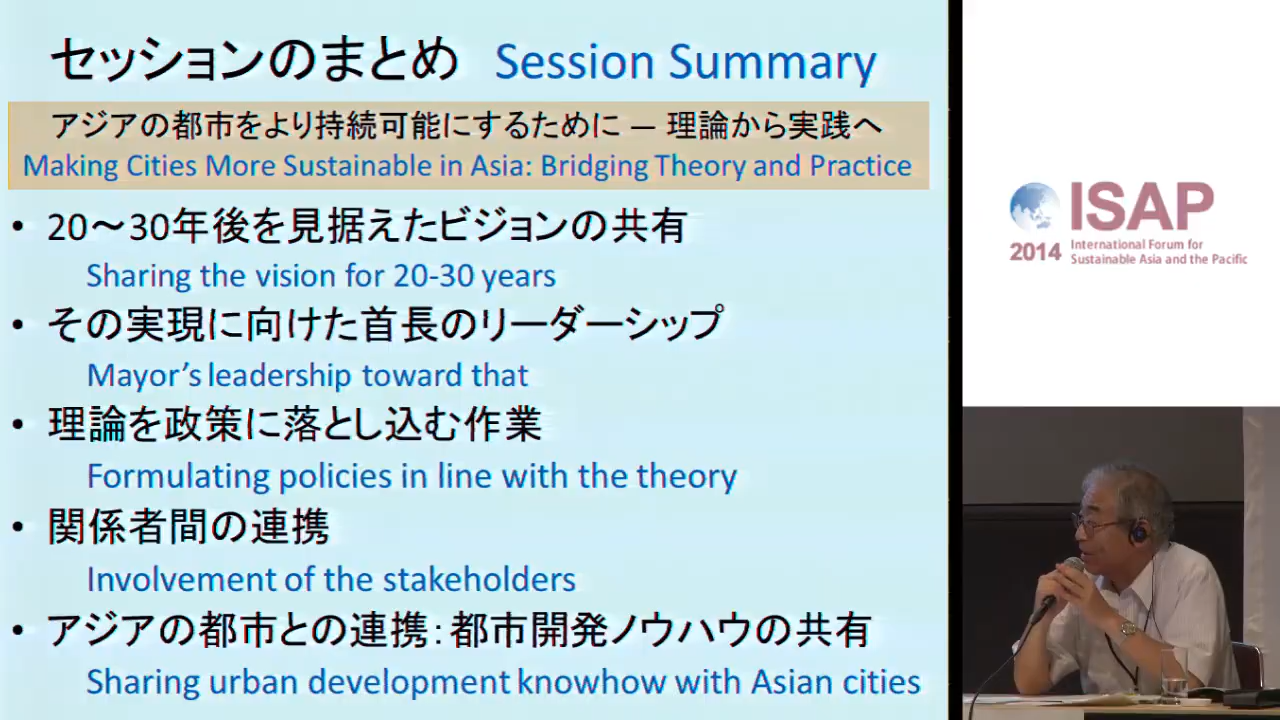 セッションのまとめ Session Summary
アジアの都市をより持続可能にするために ― 理論から実践へ
Making Cities More Sustainable in Asia: Bridging Theory and Practice
• 20～30年後を見据えたビジョンの共有
Sharing the vision for 20-30 years
• その実現に向けた首長のリーダーシップ
Mayor's leadership toward that
• 理論を政策に落とし込む作業
Formulating policies in line with the theory
• 関係者間の連携
Involvement of the stakeholders
• アジアの都市との連携：都市開発ノウハウの共有
Sharing urban development knowhow with Asian cities
ISAP
2014 International Forum for
Sustainable Asia and the Pacific